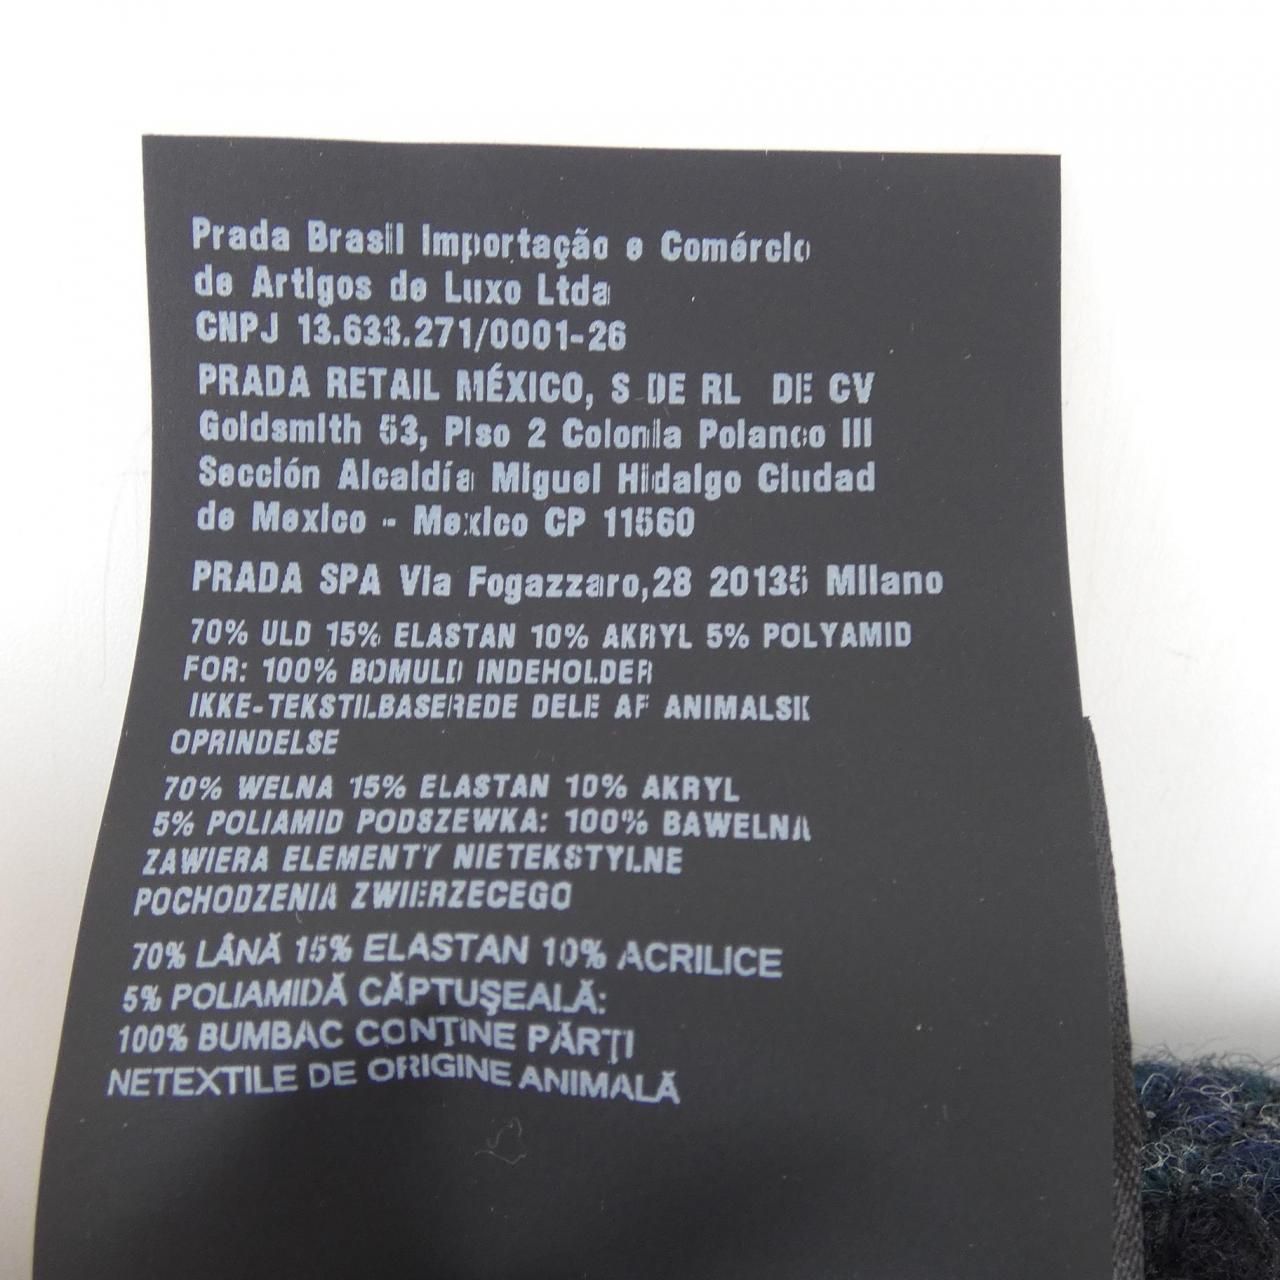 Prada Brasil Importação e Comércio
de Artigos de Luxo Ltda
CNPJ 13.633.271/0001-26
PRADA RETAIL MÉXICO, S DE RL DE CV
Goldsmith 53, Piso 2 Colonia Polanco III
Sección Alcaldía Miguel Hidalgo Ciudad
de Mexico - Mexico CP 11560
PRADA SPA Via Fogazzaro,28 20135 Milano
70% ULD 15% ELASTAN 10% AKRYL 5% POLYAMID
FOR: 100% BOMULD INDEHOLDER
IKKE-TEKSTILBASEREDE DELE AF ANIMALSK
OPRINDELSE
70% WELNA 15% ELASTAN 10% AKRYL
5% POLIAMID PODSZEWKA: 100% BAWELNA
ZAWIERA ELEMENTY NIETEKSTYLNE
POCHODZENIA ZWIERZECEGO
70% LÂNĂ 15% ELASTAN 10% ACRILICE
5% POLIAMIDĂ CĂPTUŞEALĂ:
100% BUMBAC CONŢINE PĂRŢI
NETEXTILE DE ORIGINE ANIMALĂ